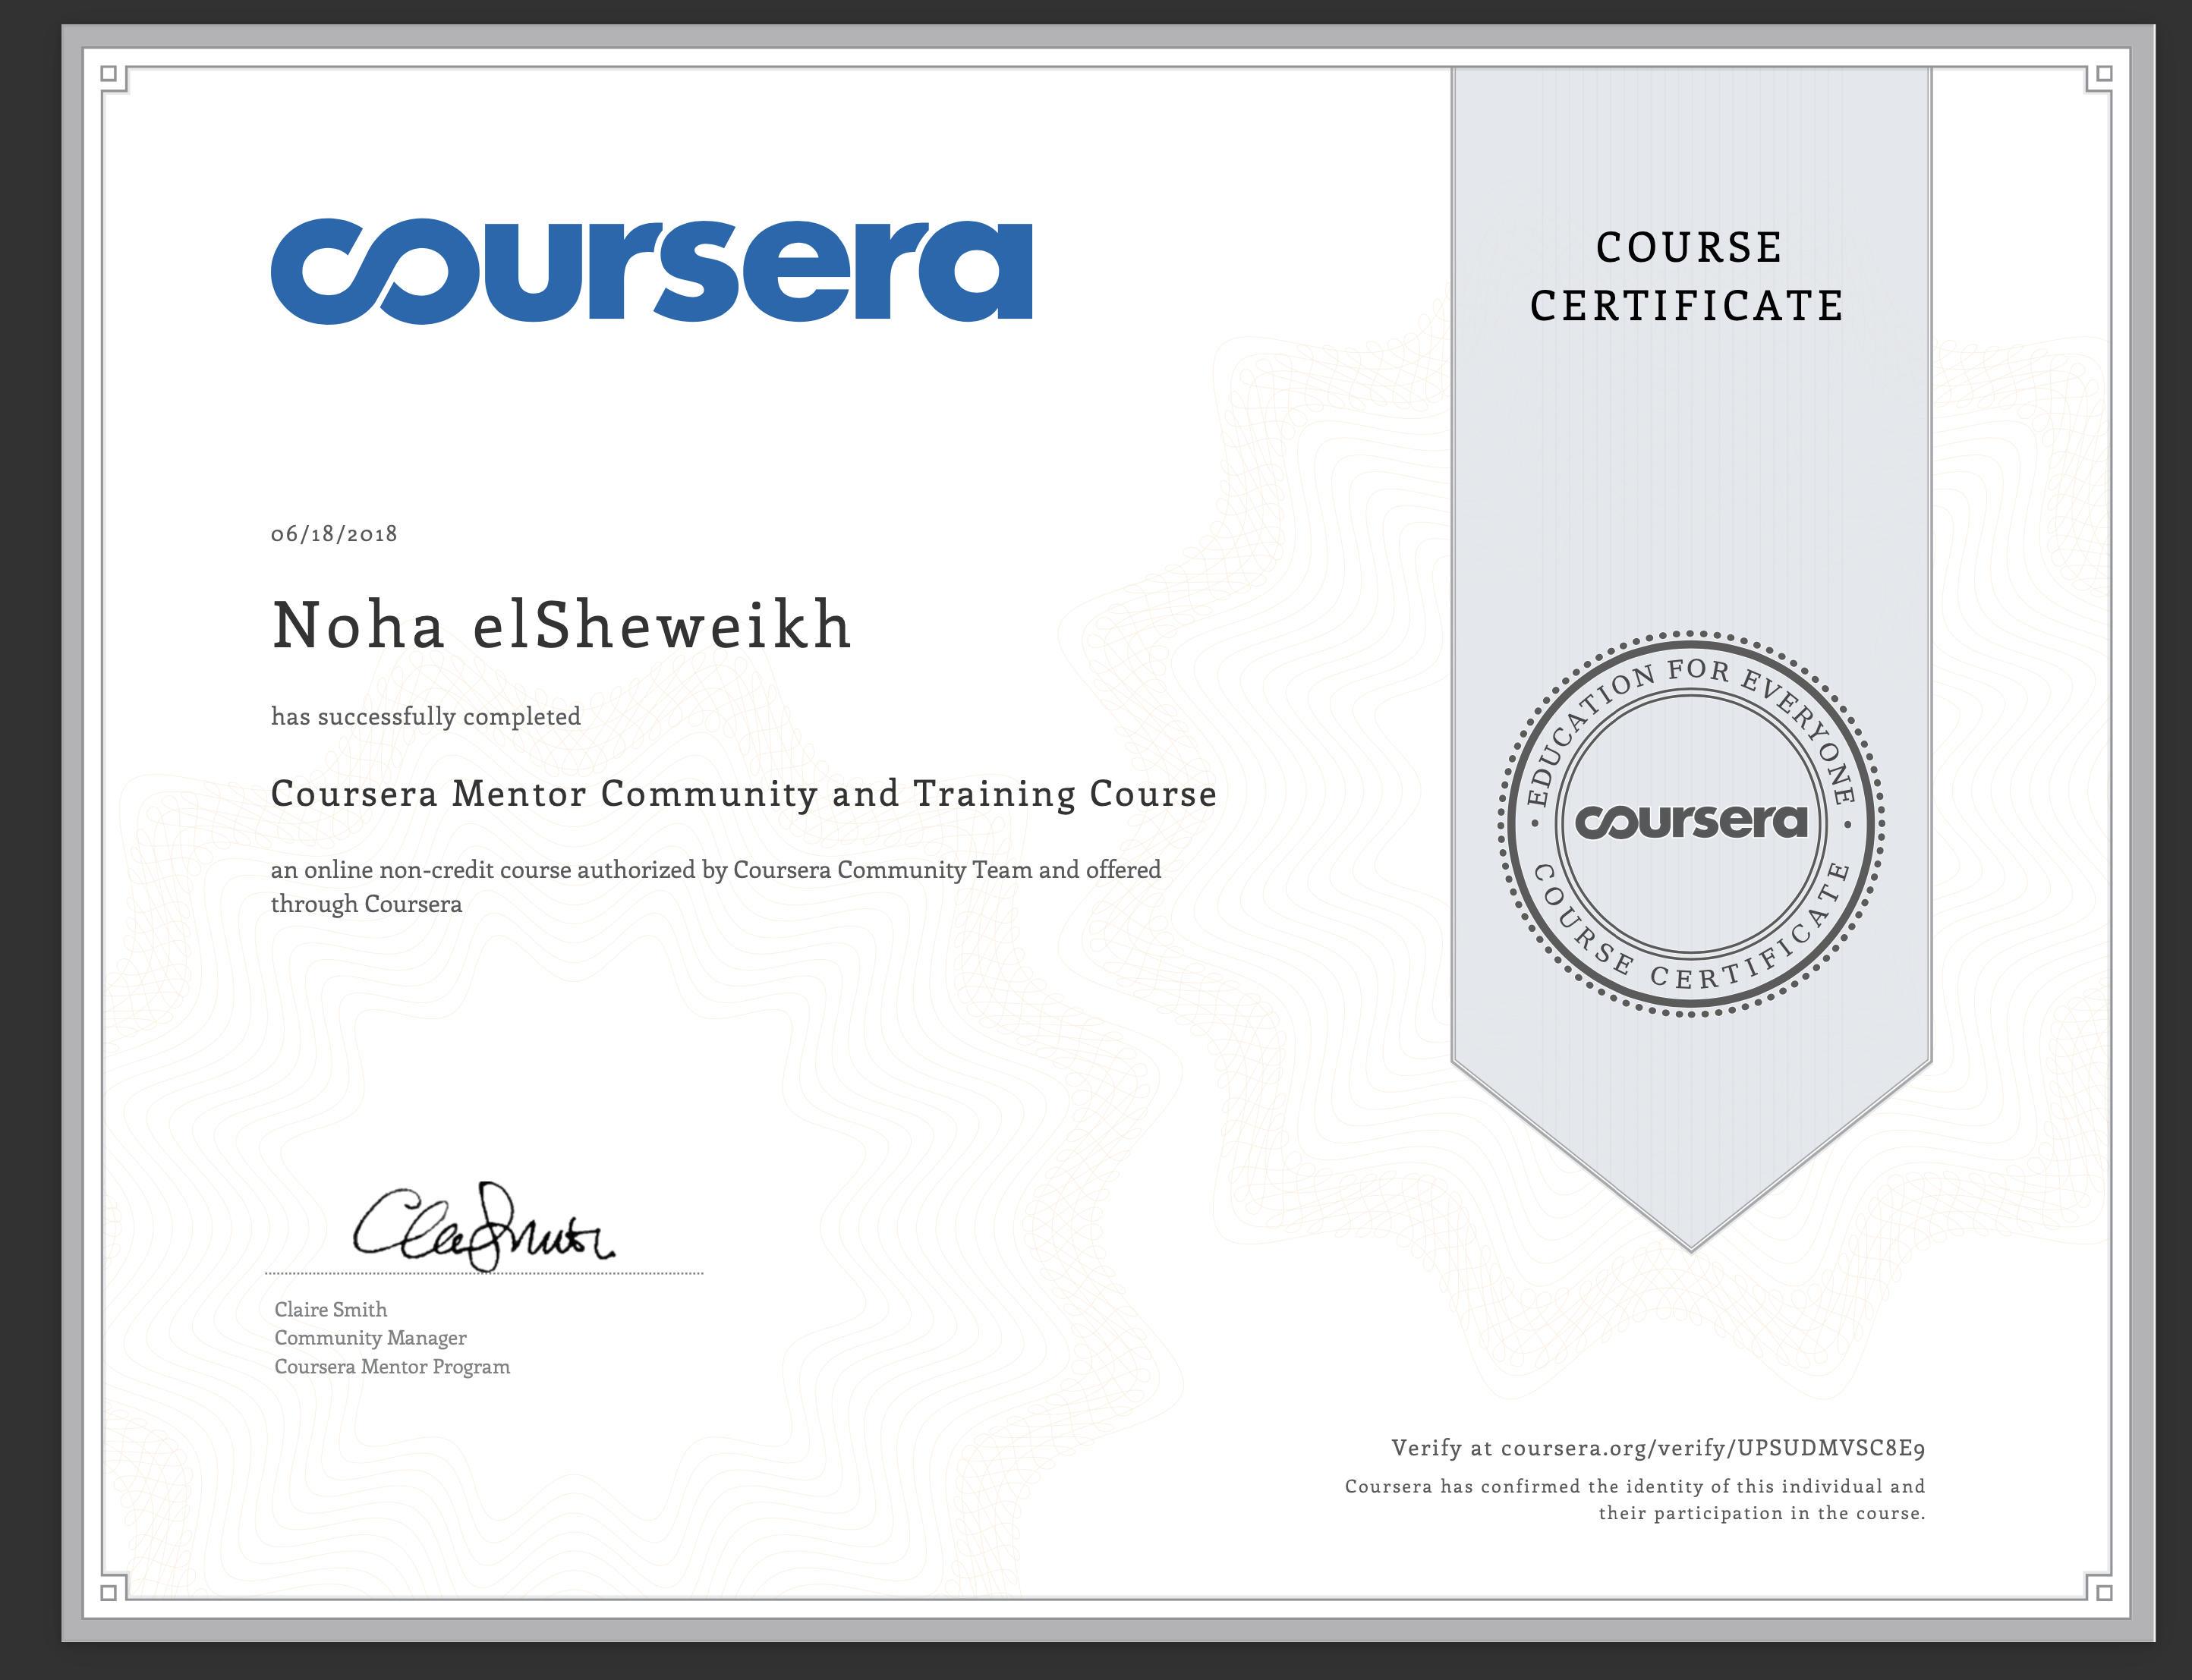 coursera
COURSE
CERTIFICATE
06/18/2018
Noha elSheweikh
has successfully completed
Coursera Mentor Community and Training Course
an online non-credit course authorized by Coursera Community Team and offered
through Coursera
EDUCATION FOR EVERYONE
coursera
COURSE CERTIFICATE
Claire Smith
Community Manager
Coursera Mentor Program
Verify at coursera.org/verify/UPSUDMVSC8E9
Coursera has confirmed the identity of this individual and
their participation in the course.